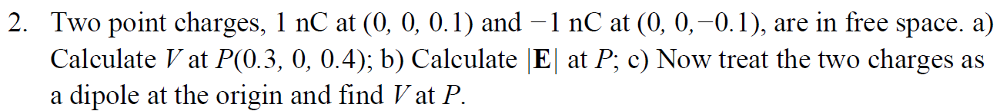 2. Two point charges, 1 nC at (0, 0, 0.1) and −1 nC at (0, 0,−0.1), are in free space. a)
Calculate V at P(0.3, 0, 0.4); b) Calculate |E| at P; c) Now treat the two charges as
a dipole at the origin and find V at P.